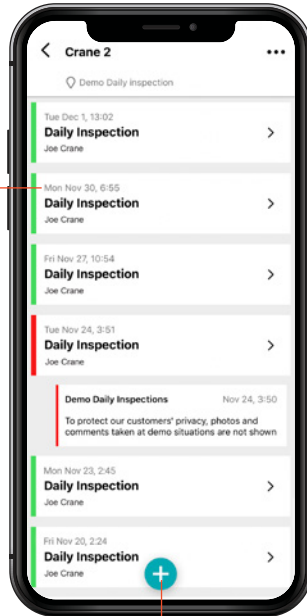 Crane 2
Demo Daily inspection
Tue Dec 1, 13:02
Daily Inspection
Joe Crane
Mon Nov 30, 6:55
Daily Inspection
Joe Crane
Fri Nov 27, 10:54
Daily Inspection
Joe Crane
Tue Nov 24, 3:51
Daily Inspection
Joe Crane
Demo Daily Inspections Nov 24, 3:50
To protect our customers' privacy, photos and
comments taken at demo situations are not shown
Mon Nov 23, 2:45
Daily Inspection
Joe Crane
Fri Nov 20, 2:24
Daily Inspection
Joe Crane